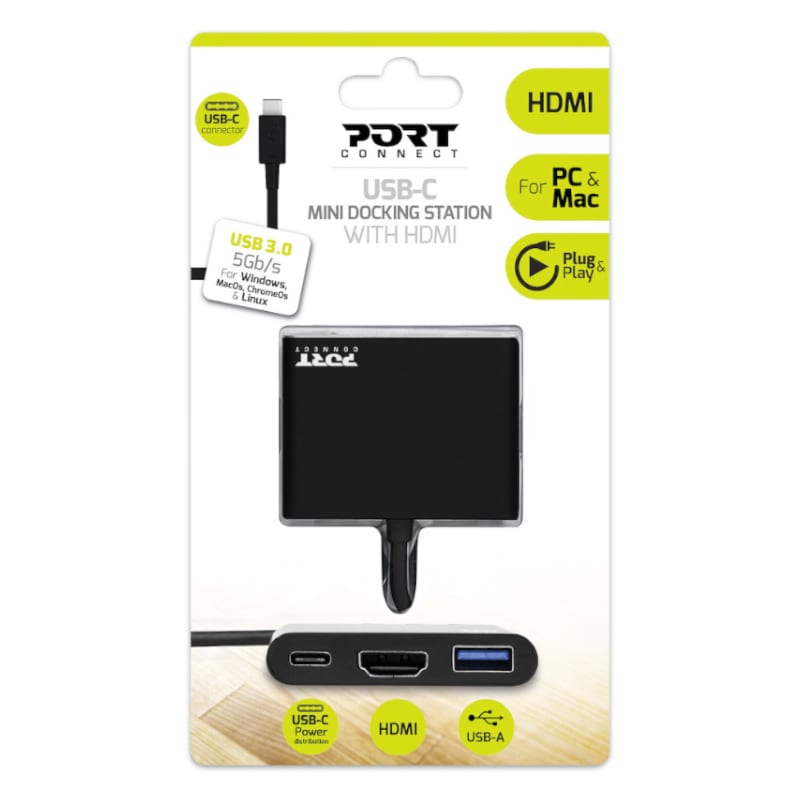 USB-C
connector
PORT
CONNECT
USB-C
MINI DOCKING STATION
WITH HDMI
HDMI
For PC &
Mac
Plug &
Play
USB 3.0
5Gb/s
For Windows,
MacOs, ChromeOs
& Linux
PORT
CONNECT
USB-C
Power
distribution
HDMI
USB-A